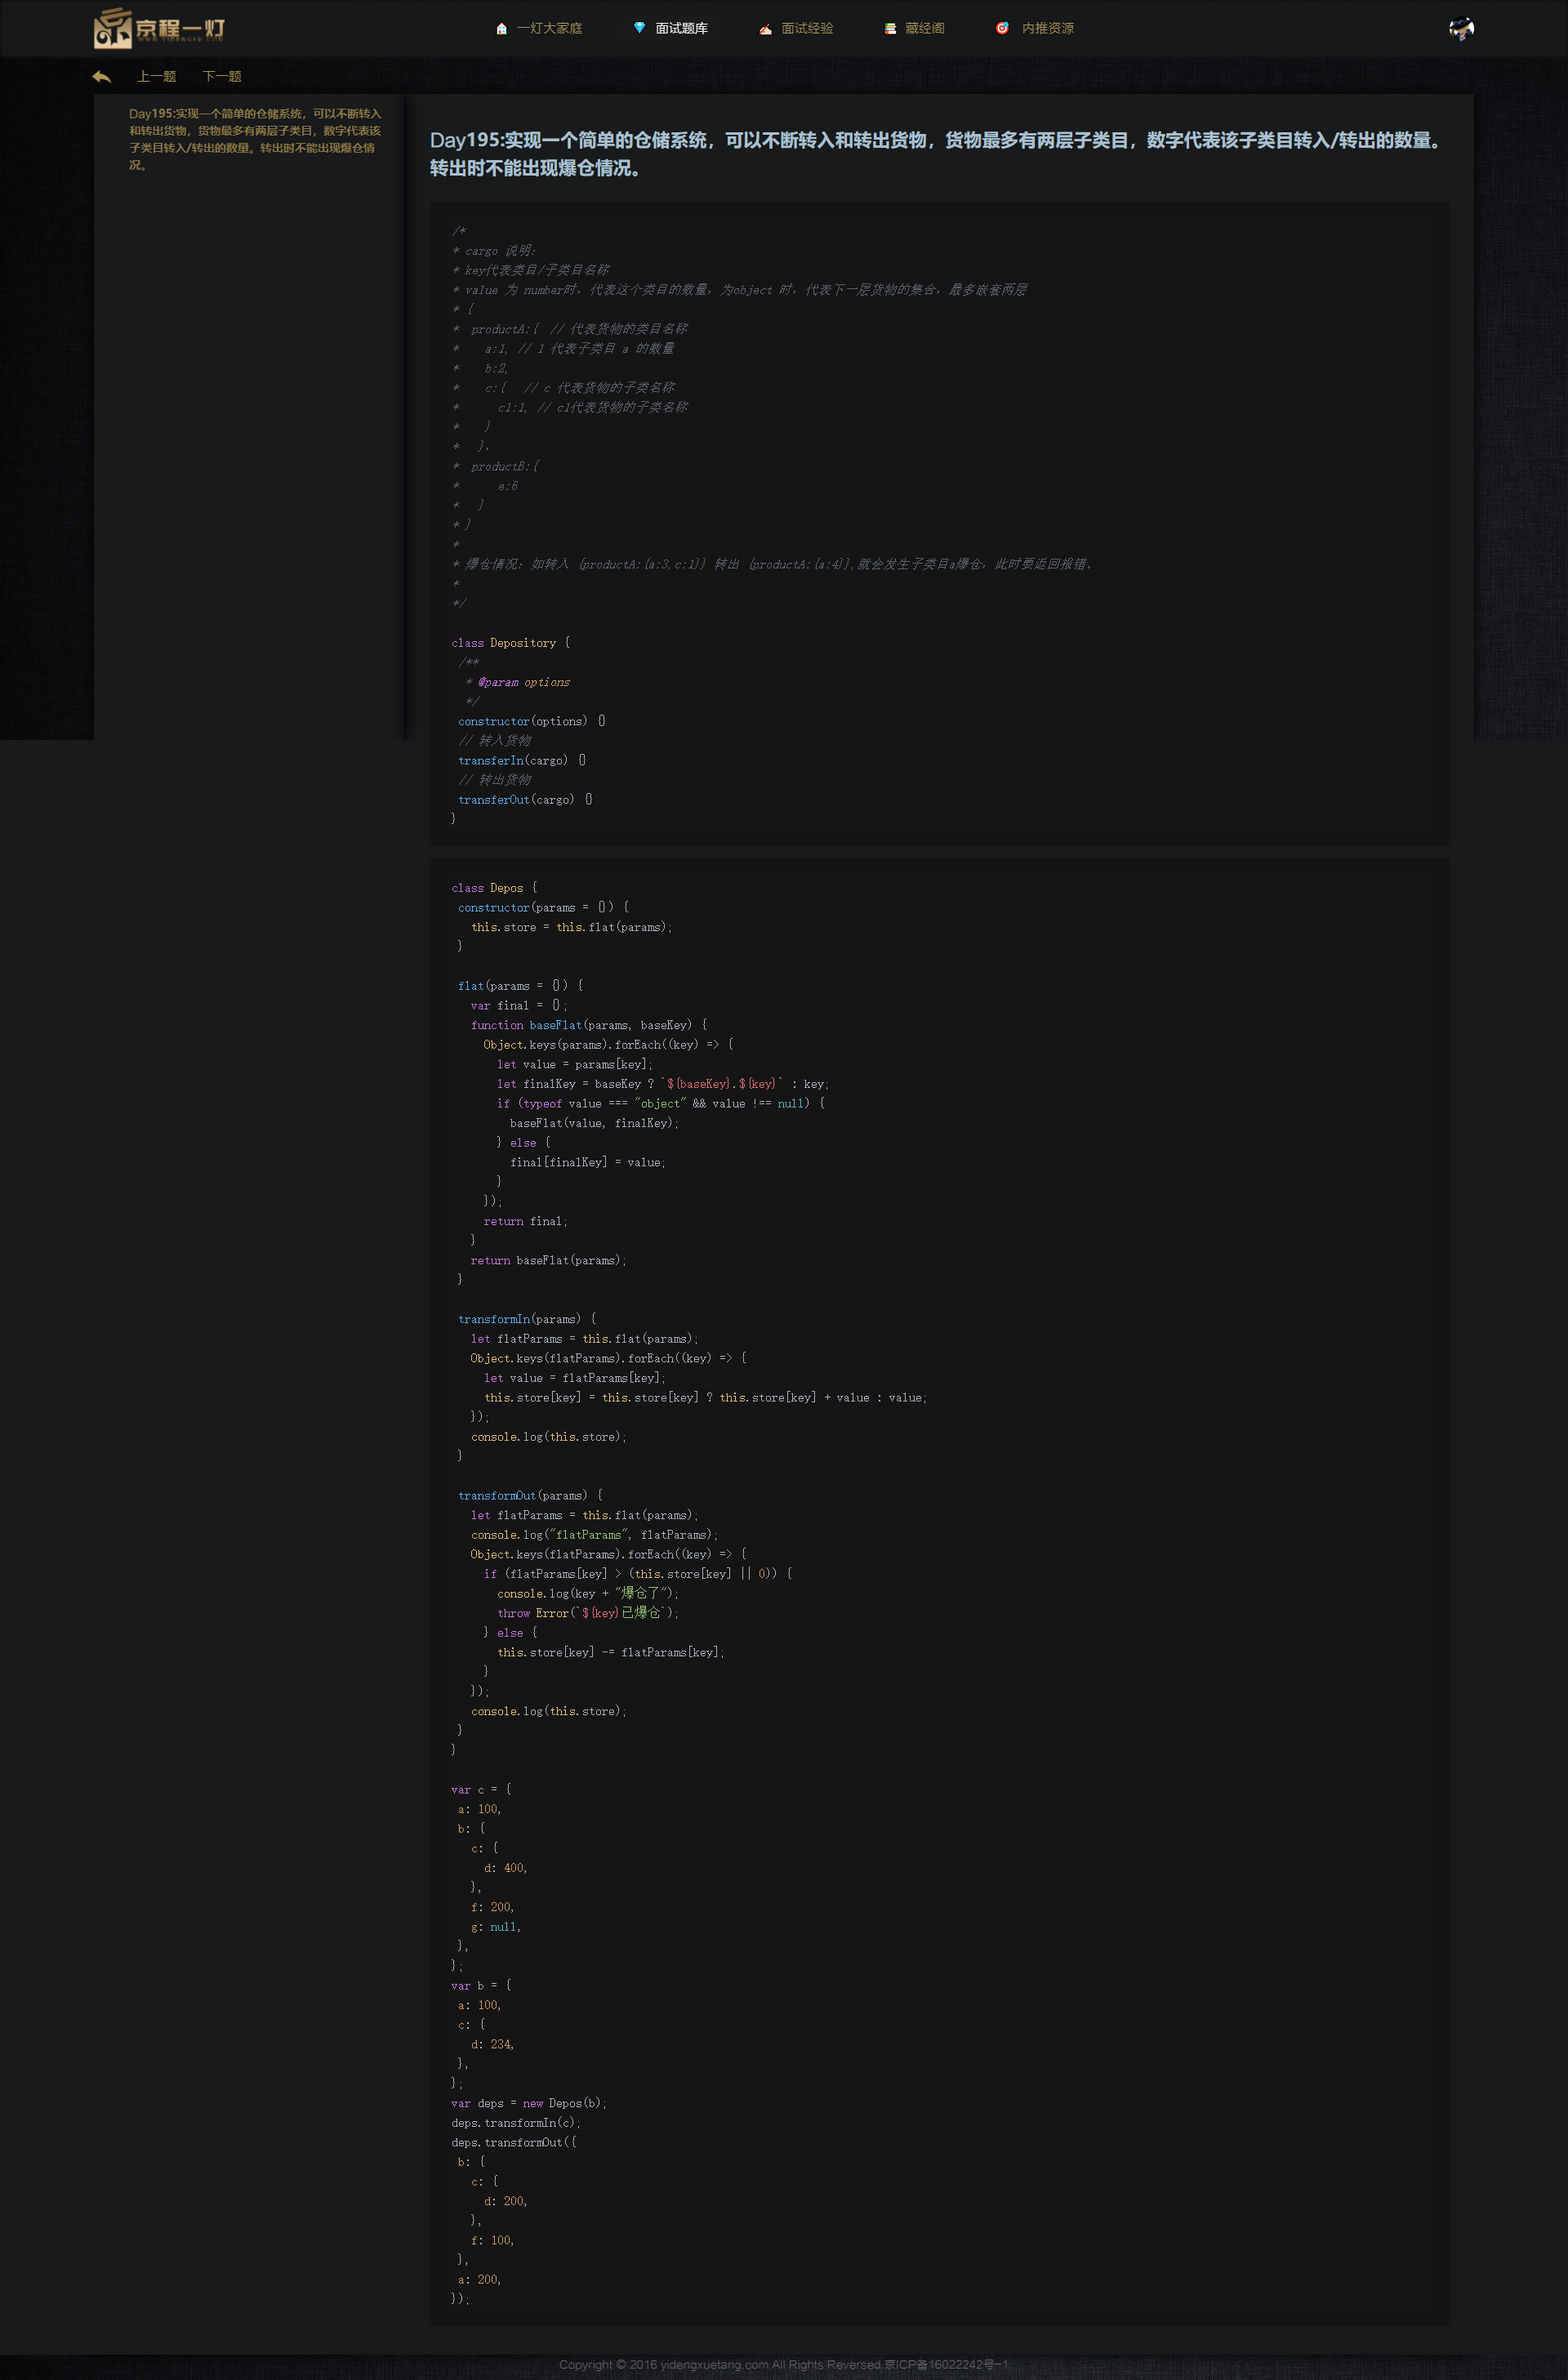 京程一灯
WWW.YIDENGFE.COM
一灯大家庭
面试题库
面试经验
藏经阁
内推资源
上一题
下一题
Day195:实现一个简单的仓储系统，可以不断转入
和转出货物，货物最多有两层子类目，数字代表该
子类目转入/转出的数量。转出时不能出现爆仓情
况。
Day195:实现一个简单的仓储系统，可以不断转入和转出货物，货物最多有两层子类目，数字代表该子类目转入/转出的数量。
转出时不能出现爆仓情况。
/*
* cargo 说明:
* key代表类目/子类目名称
* value 为 number时，代表这个类目的数量，为object 时，代表下一层货物的集合，最多嵌套两层
* {
*  productA:{  // 代表货物的类目名称
*    a:1, // 1 代表子类目 a 的数量
*    b:2,
*    c:{   // c 代表货物的子类名称
*      c1:1, // c1代表货物的子类名称
*    }
*   },
*  productB:{
*      e:6
*   }
* }
*
* 爆仓情况: 如转入 {productA:{a:3,c:1}} 转出 {productA:{a:4}},就会发生子类目a爆仓，此时要返回报错.
*
*/
class Depository {
 /**
  * @param options
  */
 constructor(options) {}
 // 转入货物
 transferIn(cargo) {}
 // 转出货物
 transferOut(cargo) {}
}
class Depos {
 constructor(params = {}) {
   this.store = this.flat(params);
 }
 flat(params = {}) {
   var final = {};
   function baseFlat(params, baseKey) {
     Object.keys(params).forEach((key) => {
       let value = params[key];
       let finalKey = baseKey ? `${baseKey}.${key}` : key;
       if (typeof value === "object" && value !== null) {
         baseFlat(value, finalKey);
       } else {
         final[finalKey] = value;
       }
     });
     return final;
   }
   return baseFlat(params);
 }
 transformIn(params) {
   let flatParams = this.flat(params);
   Object.keys(flatParams).forEach((key) => {
     let value = flatParams[key];
     this.store[key] = this.store[key] ? this.store[key] + value : value;
   });
   console.log(this.store);
 }
 transformOut(params) {
   let flatParams = this.flat(params);
   console.log("flatParams", flatParams);
   Object.keys(flatParams).forEach((key) => {
     if (flatParams[key] > (this.store[key] || 0)) {
       console.log(key + "爆仓了");
       throw Error(`${key}已爆仓`);
     } else {
       this.store[key] -= flatParams[key];
     }
   });
   console.log(this.store);
 }
}
var c = {
 a: 100,
 b: {
   c: {
     d: 400,
   },
   f: 200,
   g: null,
 },
};
var b = {
 a: 100,
 c: {
   d: 234,
 },
};
var deps = new Depos(b);
deps.transformIn(c);
deps.transformOut({
 b: {
   c: {
     d: 200,
   },
   f: 100,
 },
 a: 200,
});
Copyright © 2016 yidengxuetang.com All Rights Reversed.京ICP备16022242号-1